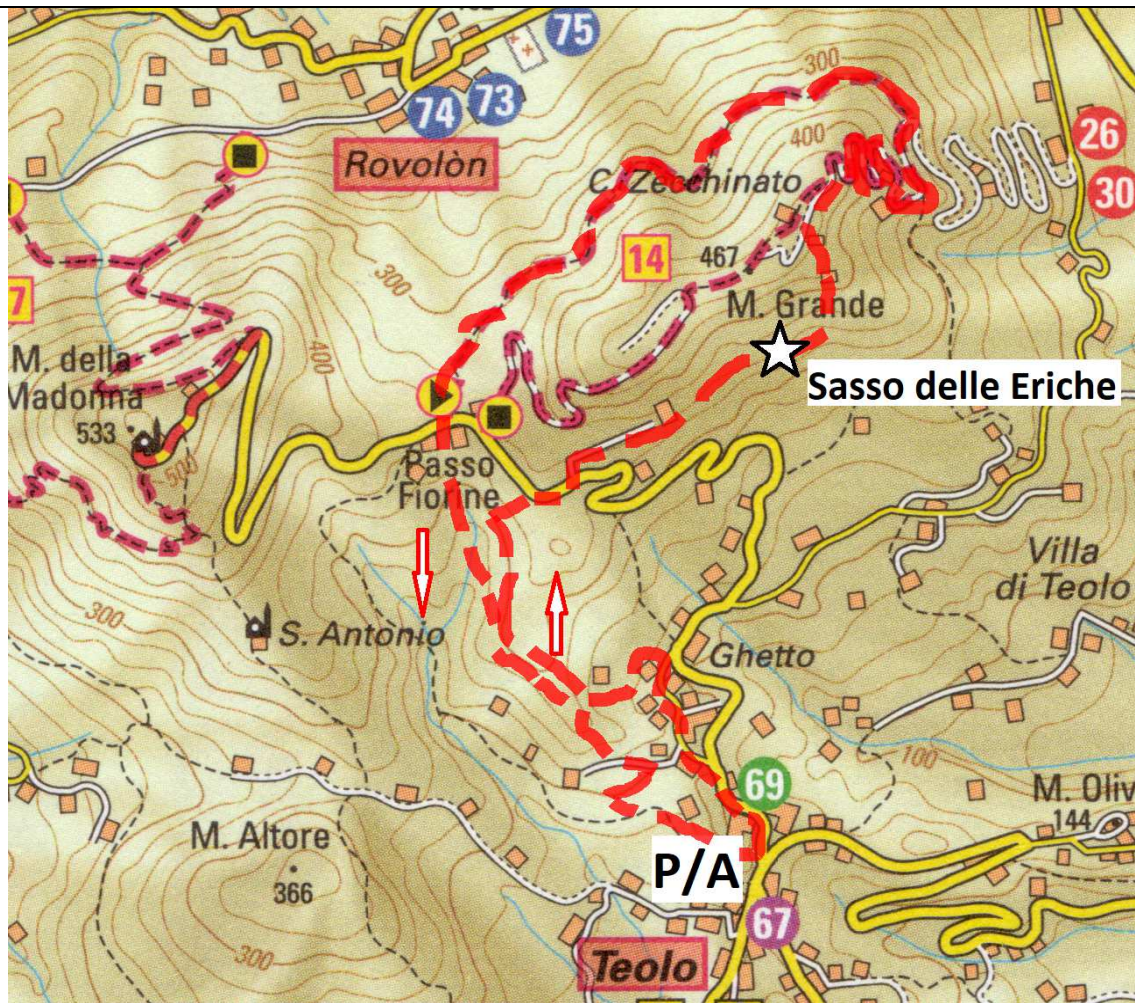 75
300
74
73
26
Rovolòn
400
C. Zecchinato
30
14
467
300
7
M. Grande
M. della
Madonna
400
Sasso delle Eriche
533
500
Passo
Fiorine
Villa
di Teolo
300
S. Antonio
Ghetto
100
69
M. Oliv
144
M. Altore
366
P/A
67
300
Teolo